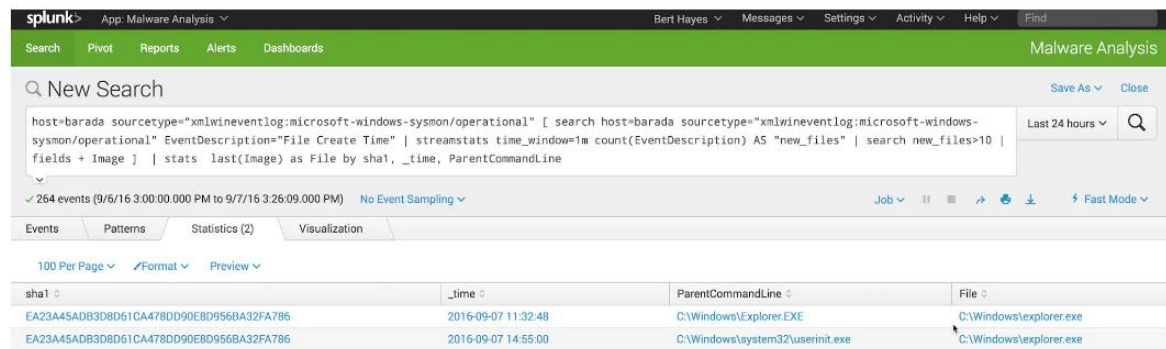 splunk> App: Malware Analysis Bert Hayes Messages Settings Activity Help Find
Search Pivot Reports Alerts Dashboards Malware Analysis
New Search Save As Close
host=barada sourcetype="xmlwineventlog:microsoft-windows-sysmon/operational" [ search host=barada sourcetype="xmlwineventlog:microsoft-windows-
sysmon/operational" EventDescription="File Create Time" | streamstats time_window=1m count(EventDescription) AS "new_files" | search new_files>10 |
fields + Image ] | stats last(Image) as File by sha1, _time, ParentCommandLine
Last 24 hours
✓ 264 events (9/6/16 3:00:00.000 PM to 9/7/16 3:26:09.000 PM) No Event Sampling Job Fast Mode
Events Patterns Statistics (2) Visualization
100 Per Page Format Preview
sha1 _time ParentCommandLine File
EA23A45ADB3D8D61CA478DD90E8D956BA32FA786 2016-09-07 11:32:48 C:\Windows\Explorer.EXE C:\Windows\explorer.exe
EA23A45ADB3D8D61CA478DD90E8D956BA32FA786 2016-09-07 14:55:00 C:\Windows\system32\userinit.exe C:\Windows\explorer.exe